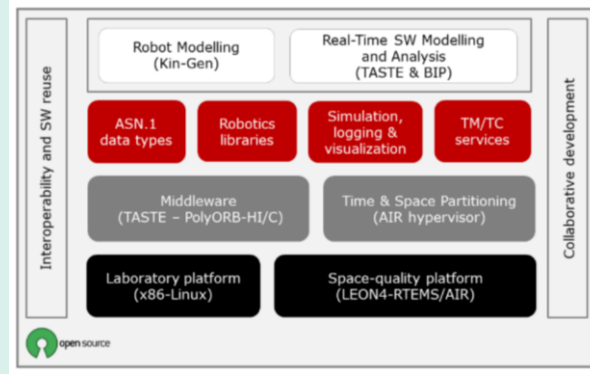 Interoperability and SW reuse
Robot Modelling
(Kin-Gen)
Real-Time SW Modelling
and Analysis
(TASTE & BIP)
ASN.1
data types
Robotics
libraries
Simulation,
logging &
visualization
TM/TC
services
Middleware
(TASTE – PolyORB-HI/C)
Time & Space Partitioning
(AIR hypervisor)
Laboratory platform
(x86-Linux)
Space-quality platform
(LEON4-RTEMS/AIR)
Collaborative development
open source